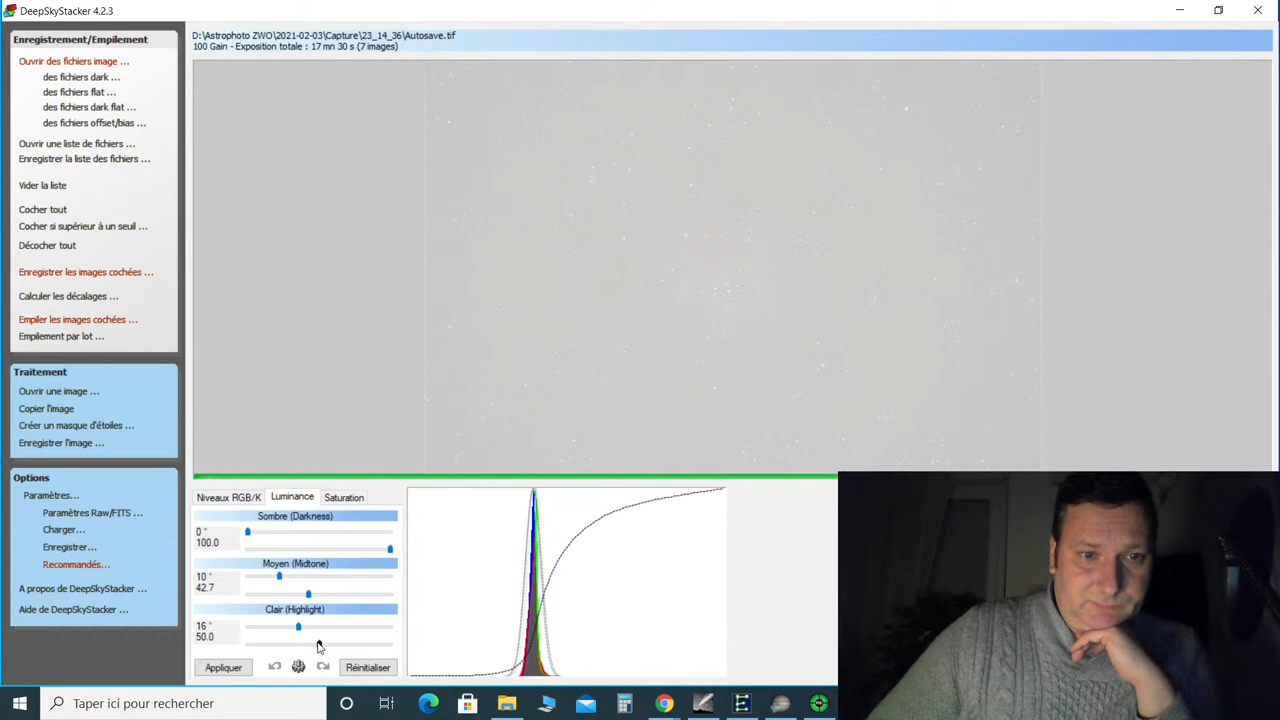 DeepSkyStacker 4.2.3
Enregistrement/Empilement
Ouvrir des fichiers image ...
des fichiers dark ...
des fichiers flat ...
des fichiers dark flat ...
des fichiers offset/bias ...
Ouvrir une liste de fichiers ...
Enregistrer la liste des fichiers ...
Vider la liste
Cocher tout
Cocher si supérieur à un seuil ...
Décocher tout
Enregistrer les images cochées ...
Calculer les décalages ...
Empiler les images cochées ...
Empilement par lot ...
Traitement
Ouvrir une image ...
Copier l'image
Créer un masque d'étoiles ...
Enregistrer l'image ...
Options
Paramètres...
Paramètres Raw/FITS ...
Charger...
Enregistrer...
Recommandés...
A propos de DeepSkyStacker ...
Aide de DeepSkyStacker ...
D:\Astrophoto ZWO\2021-02-03\Capture\23_14_36\Autosave.tif
100 Gain - Exposition totale : 17 mn 30 s (7 images)
Niveaux RGB/K Luminance Saturation
Sombre (Darkness)
0 °
100.0
Moyen (Midtone)
10 °
42.7
Clair (Highlight)
16 °
50.0
Appliquer Réinitialiser
Taper ici pour rechercher